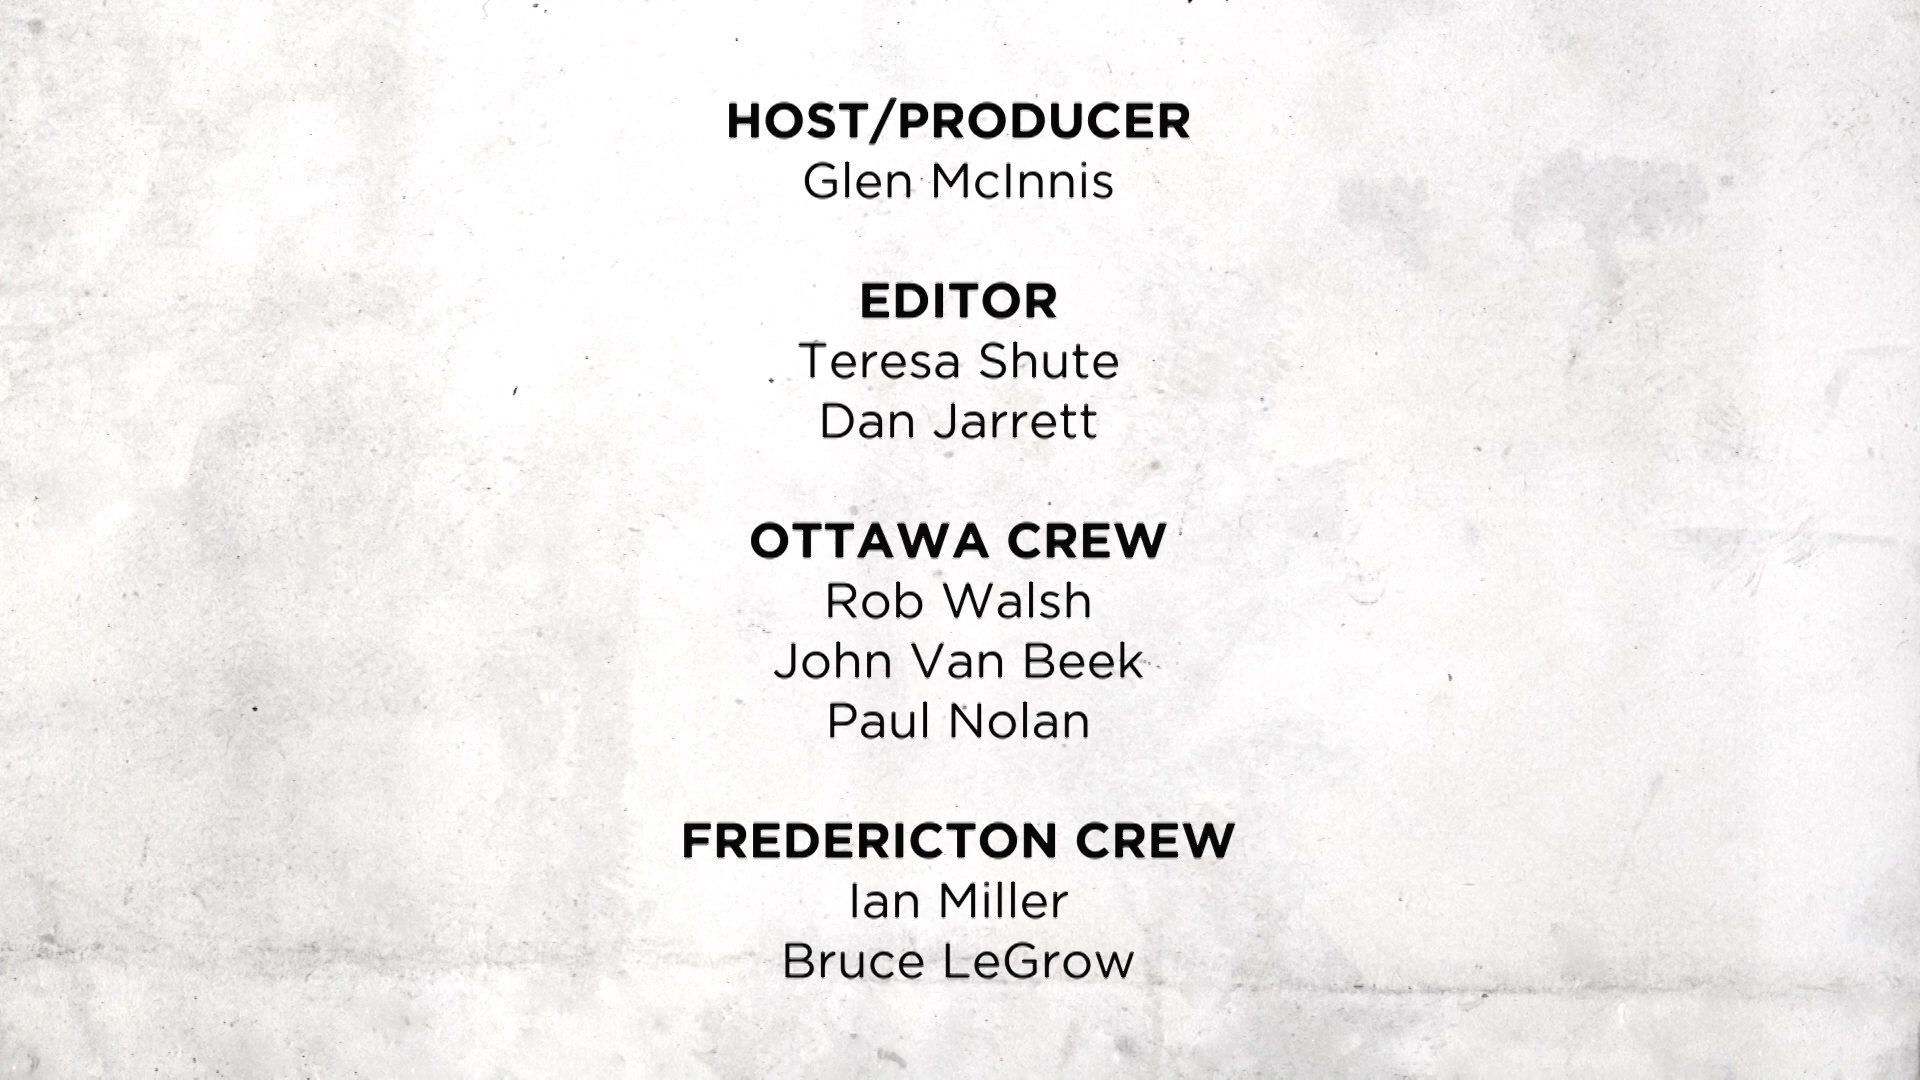 HOST/PRODUCER
Glen McInnis
EDITOR
Teresa Shute
Dan Jarrett
OTTAWA CREW
Rob Walsh
John Van Beek
Paul Nolan
FREDERICTON CREW
Ian Miller
Bruce LeGrow